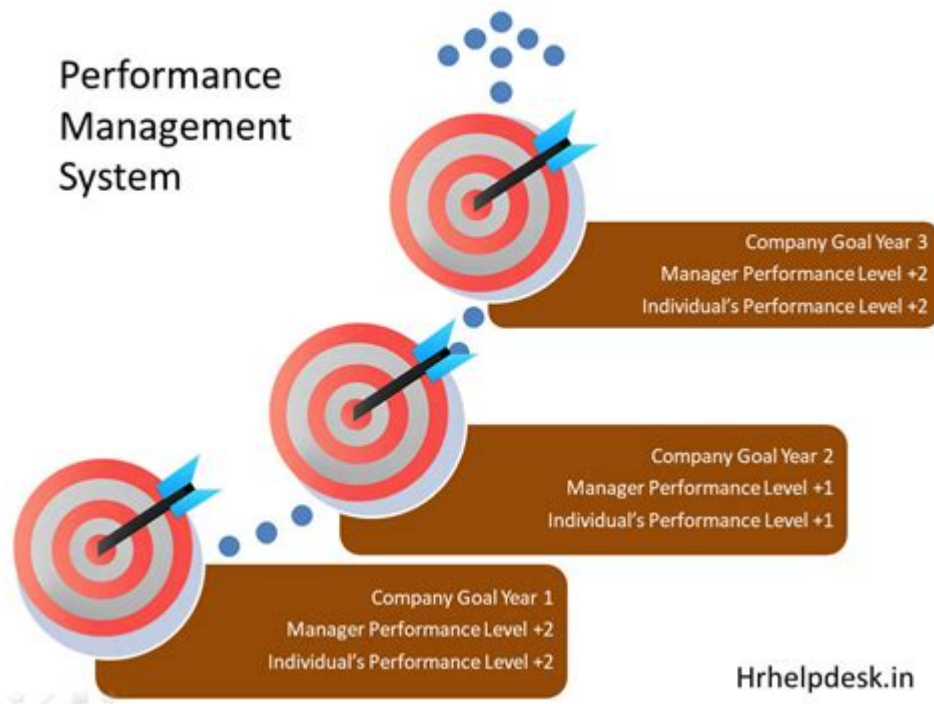 Performance
Management
System
Company Goal Year 3
Manager Performance Level +2
Individual's Performance Level +2
Company Goal Year 2
Manager Performance Level +1
Individual's Performance Level +1
Company Goal Year 1
Manager Performance Level +2
Individual's Performance Level +2
Hrhelpdesk.in